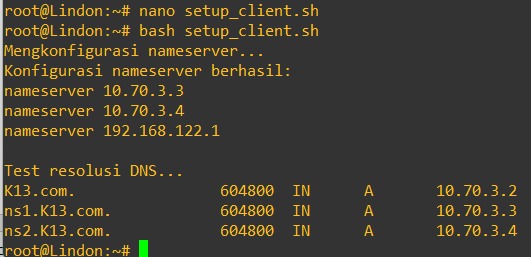 root@Lindon:~# nano setup_client.sh
root@Lindon:~# bash setup_client.sh
Mengkonfigurasi nameserver...
Konfigurasi nameserver berhasil:
nameserver 10.70.3.3
nameserver 10.70.3.4
nameserver 192.168.122.1

Test resolusi DNS...
K13.com. 604800 IN A 10.70.3.2
ns1.K13.com. 604800 IN A 10.70.3.3
ns2.K13.com. 604800 IN A 10.70.3.4
root@Lindon:~#